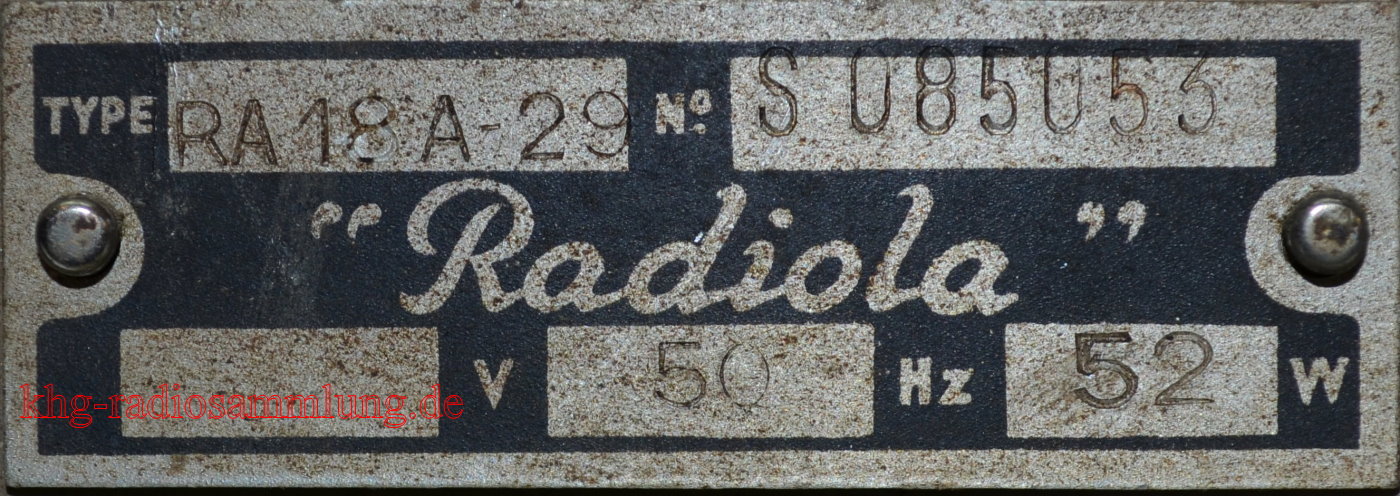 TYPE RA 18 A-29 Nº. S 085053
“Radiola”
V 50 Hz 52 W
khg-radiosammlung.de